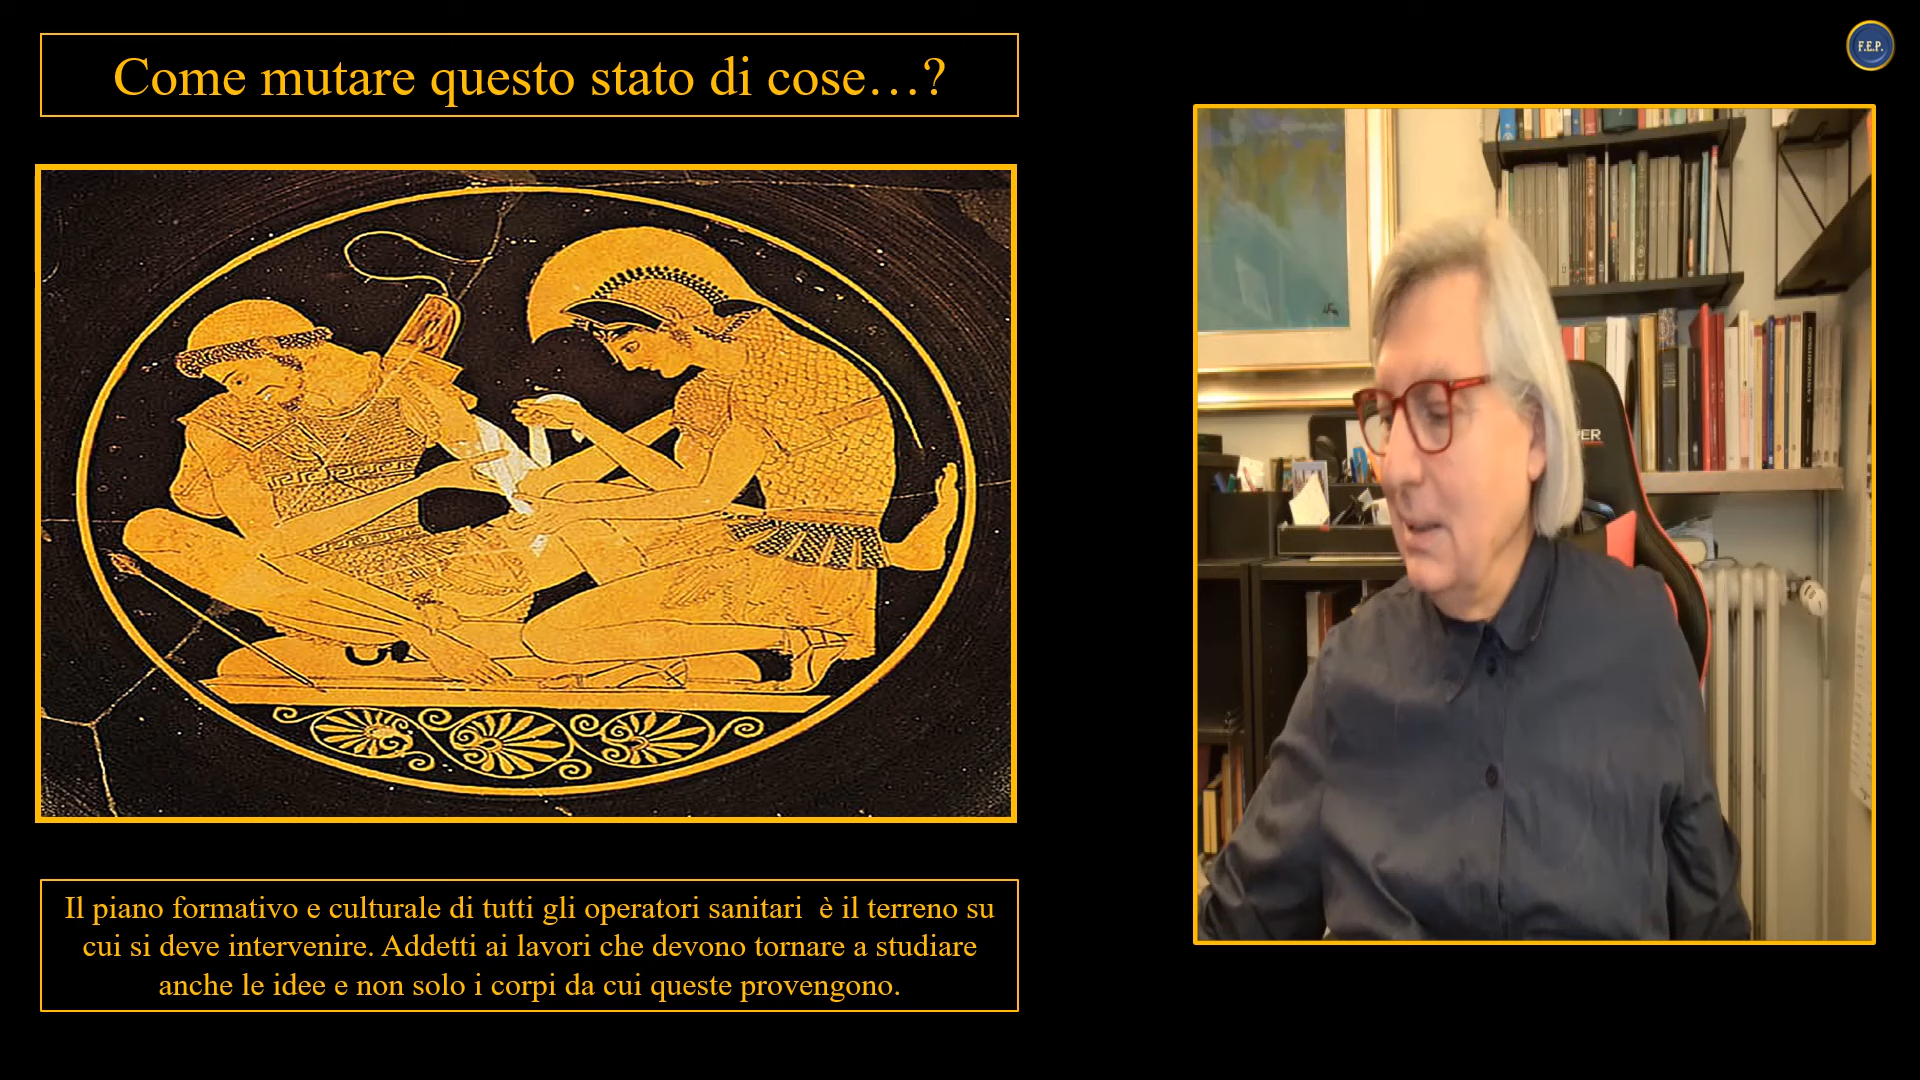 Come mutare questo stato di cose…?
F.E.P.
Il piano formativo e culturale di tutti gli operatori sanitari  è il terreno su
cui si deve intervenire. Addetti ai lavori che devono tornare a studiare
anche le idee e non solo i corpi da cui queste provengono.